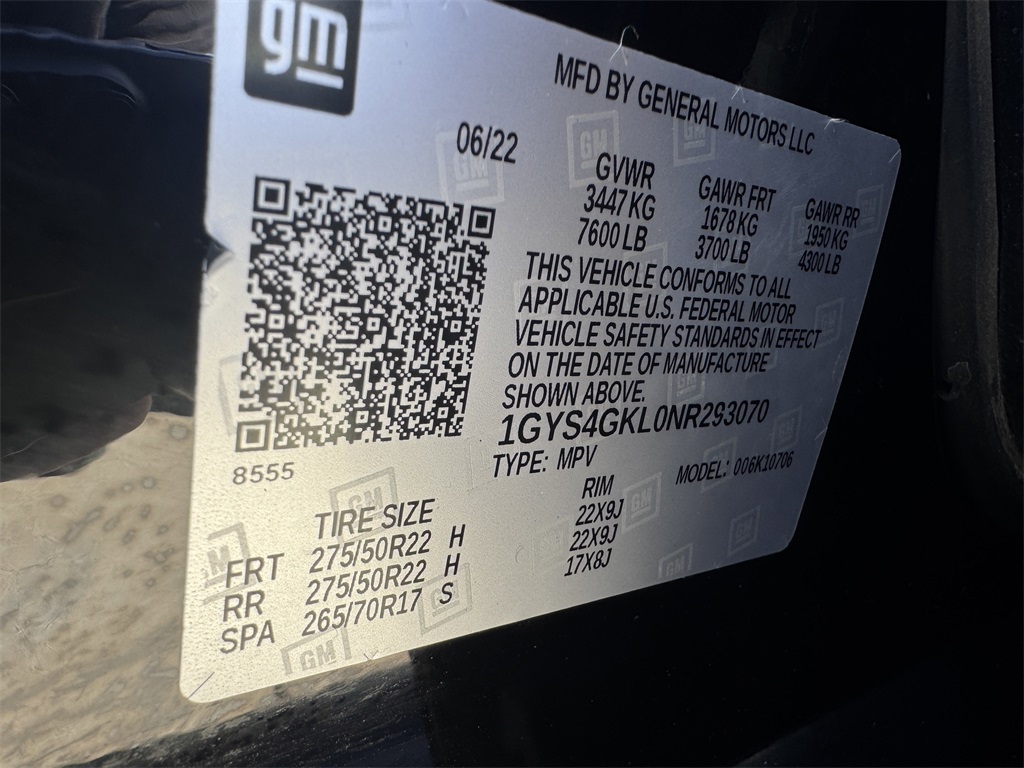 gm
MFD BY GENERAL MOTORS LLC
06/22
GVWR GAWR FRT GAWR RR
3447 KG 1678 KG 1950 KG
7600 LB 3700 LB 4300 LB
THIS VEHICLE CONFORMS TO ALL
APPLICABLE U.S. FEDERAL MOTOR
VEHICLE SAFETY STANDARDS IN EFFECT
ON THE DATE OF MANUFACTURE
SHOWN ABOVE.
1GYS4GKL0NR293070
8555
TYPE: MPV MODEL: 006K10706
TIRE SIZE RIM
FRT 275/50R22 H 22X9J
RR 275/50R22 H 22X9J
SPA 265/70R17 S 17X8J